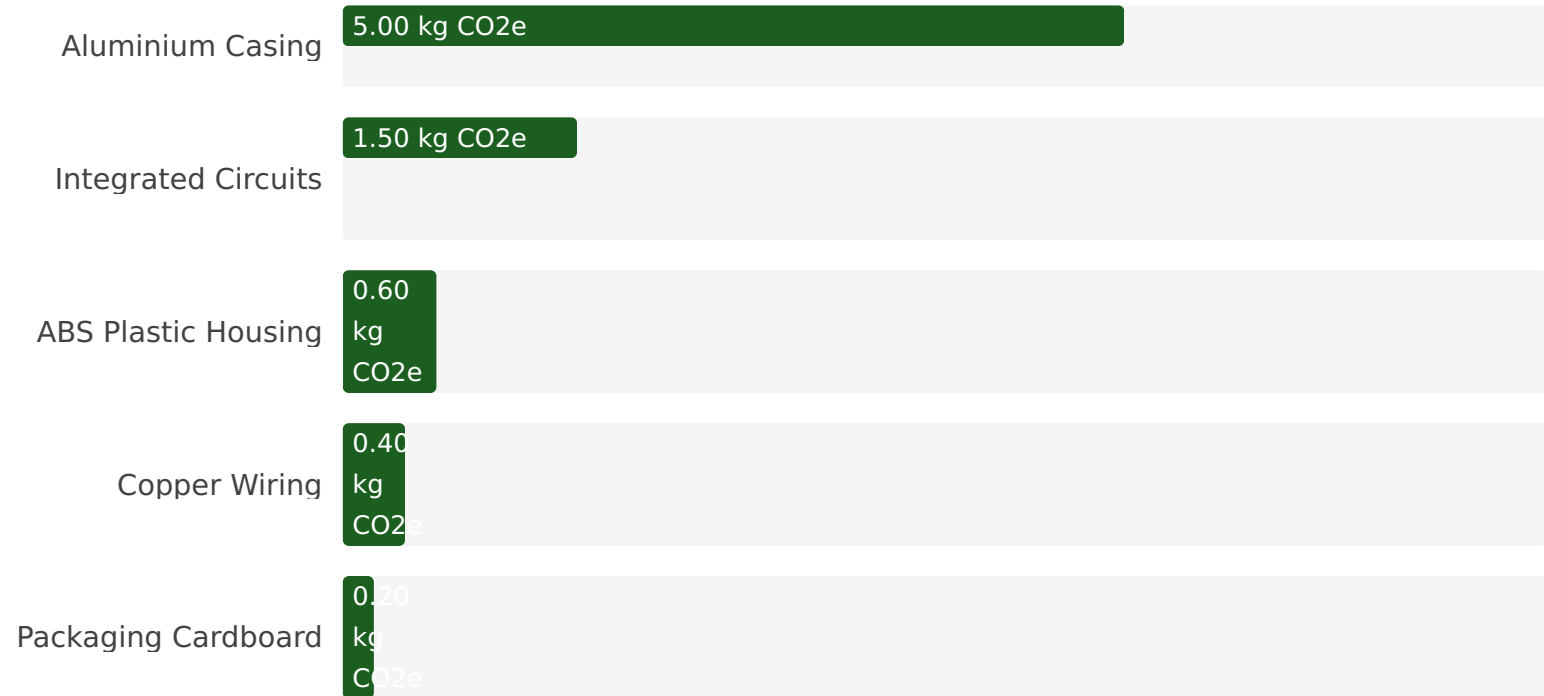 Aluminium Casing
5.00 kg CO2e
Integrated Circuits
1.50 kg CO2e
ABS Plastic Housing
0.60
kg
CO2e
Copper Wiring
0.40
kg
CO2e
Packaging Cardboard
0.20
kg
CO2e